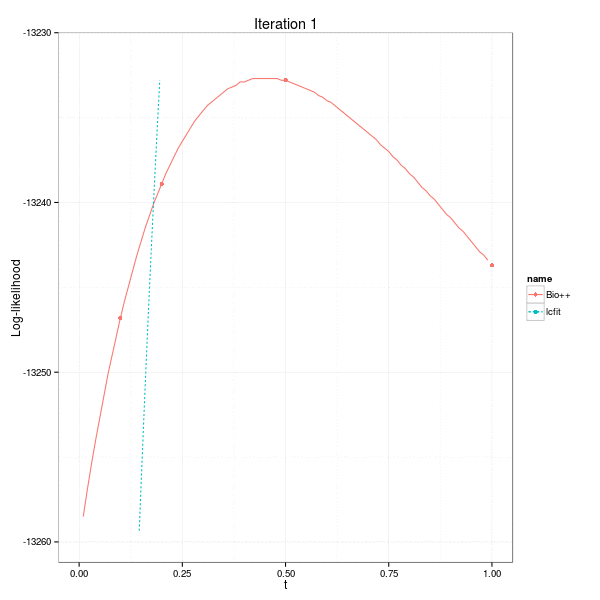 Iteration 1
-13230
-13240
-13250
-13260
Log-likelihood
0.00 0.25 0.50 0.75 1.00
t
name
Bio++
lcfit